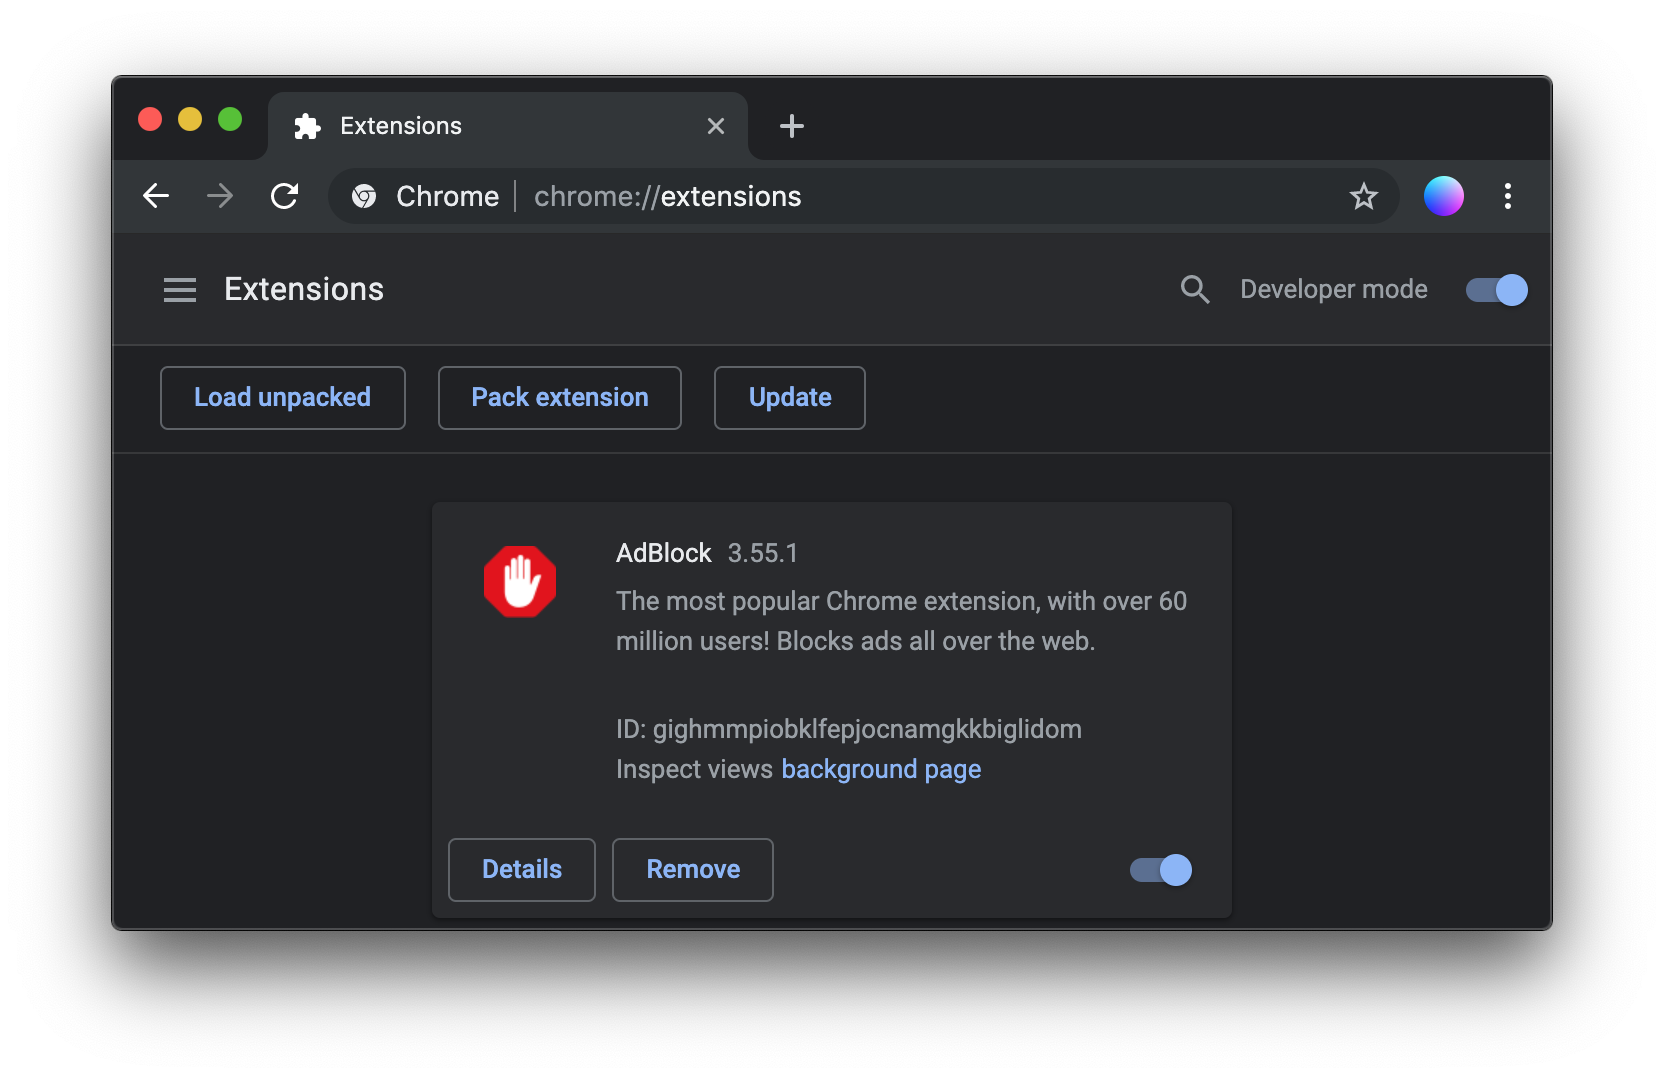 Extensions
Chrome
chrome://extensions
Extensions
Developer mode
Load unpacked
Pack extension
Update
AdBlock 3.55.1
The most popular Chrome extension, with over 60
million users! Blocks ads all over the web.
ID: gighmmpiobklfepjocnamgkkbiglidom
Inspect views background page
Details
Remove